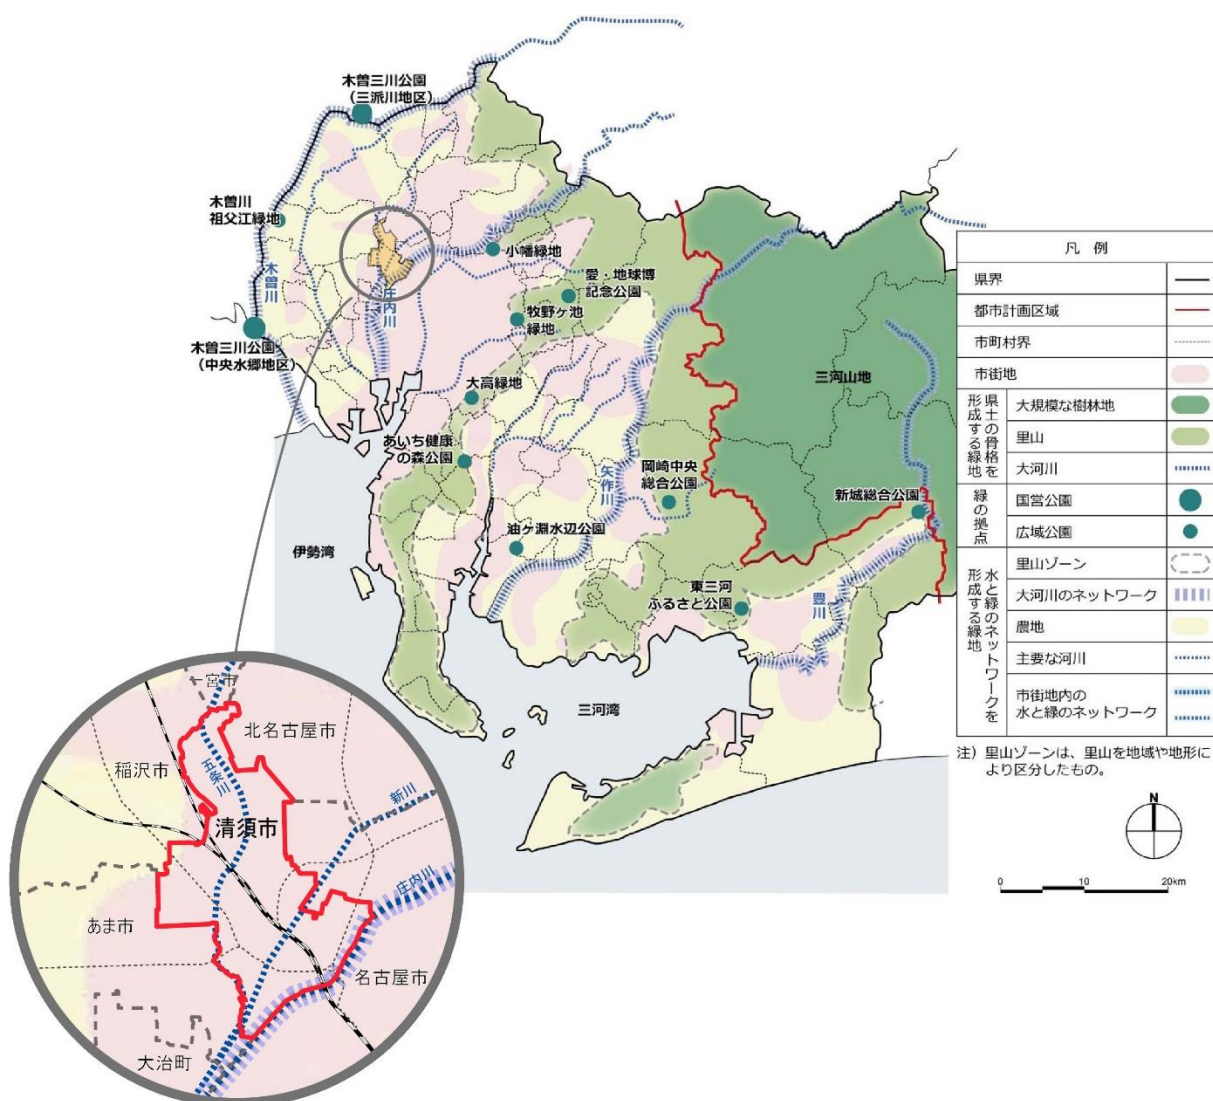 木曽三川公園
（三派川地区）
木曽川
祖父江緑地
木曽川
木曽三川公園
（中央水郷地区）
庄内川
小幡緑地
愛・地球博
記念公園
牧野ヶ池
緑地
大高緑地
あいち健康
の森公園
矢作川
岡崎中央
総合公園
三河山地
新城総合公園
油ヶ淵水辺公園
伊勢湾
東三河
ふるさと公園
豊川
三河湾
凡 例
県界
都市計画区域
市町村界
市街地
県土の骨格を
形成する緑地
大規模な樹林地
里山
大河川
緑の拠点
国営公園
広域公園
水と緑のネットワークを
形成する緑地
里山ゾーン
大河川のネットワーク
農地
主要な河川
市街地内の
水と緑のネットワーク
注）里山ゾーンは、里山を地域や地形に
より区分したもの。
N
0 10 20km
一宮市
北名古屋市
稲沢市
五条川
新川
清須市
庄内川
あま市
名古屋市
大治町